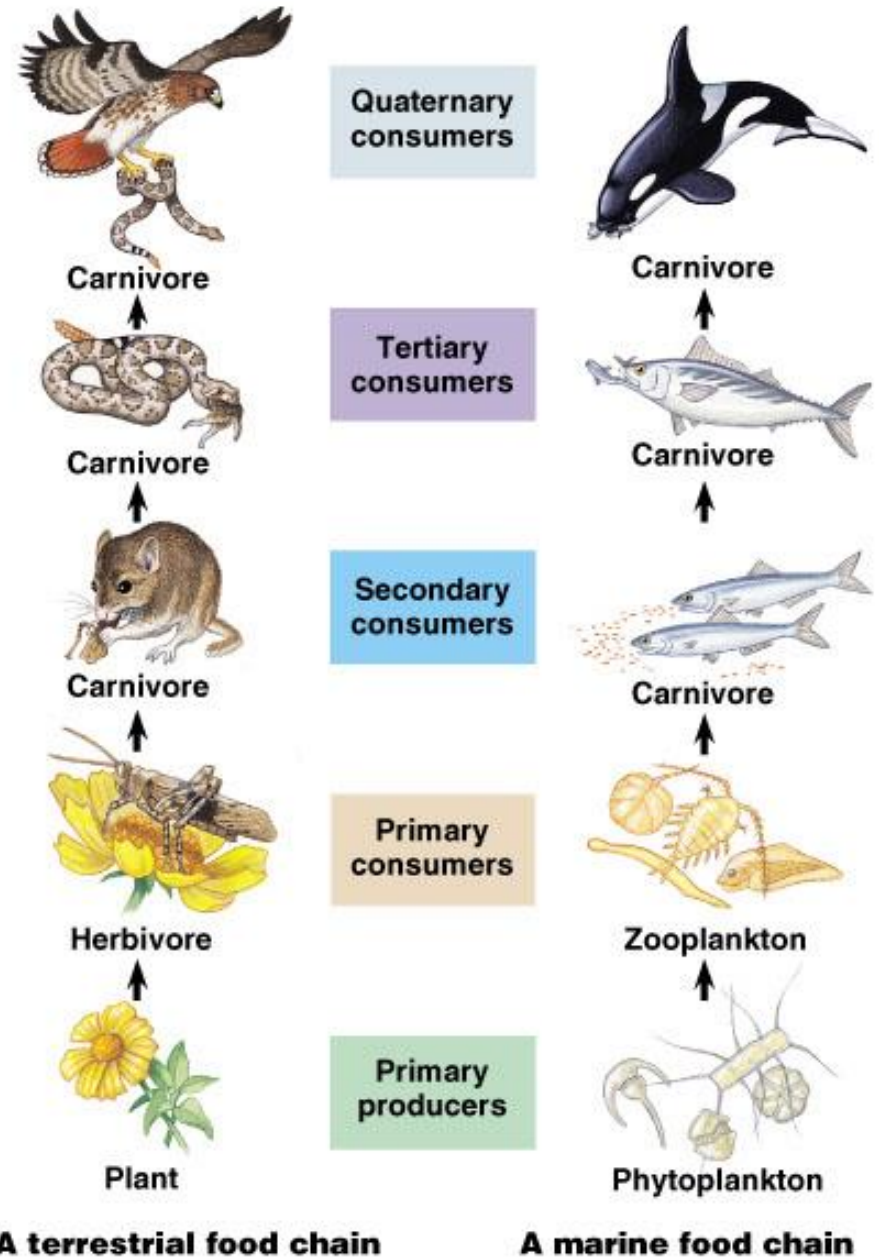 Quaternary
consumers
Carnivore
Carnivore
Tertiary
consumers
Carnivore
Carnivore
Secondary
consumers
Carnivore
Carnivore
Primary
consumers
Herbivore
Zooplankton
Primary
producers
Plant
Phytoplankton
A terrestrial food chain
A marine food chain